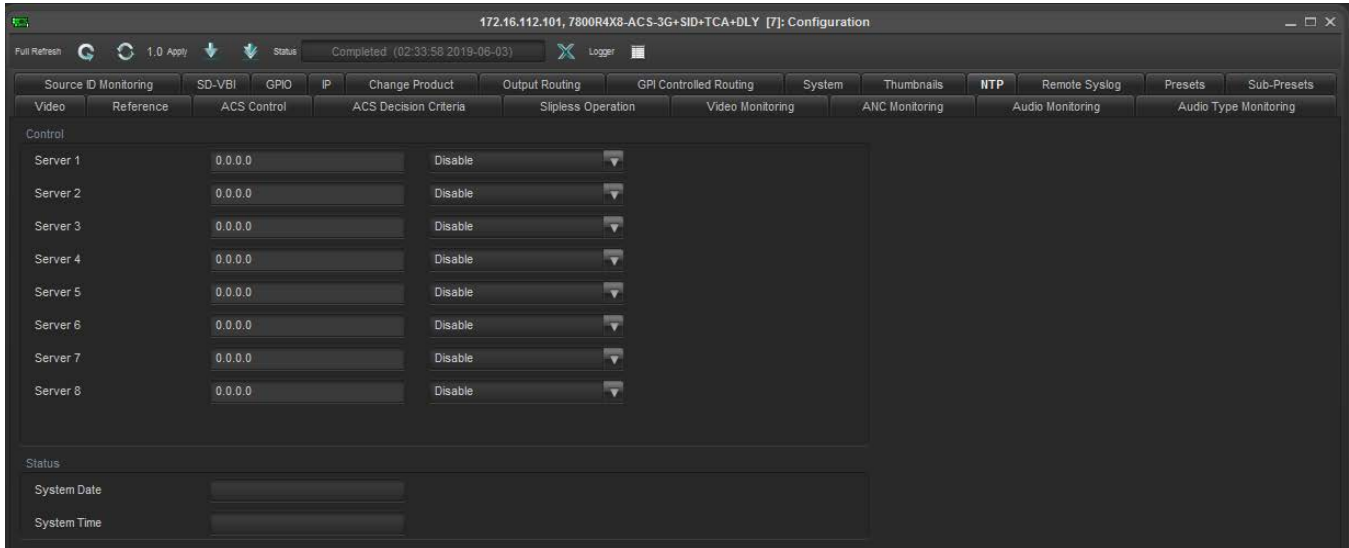 172.16.112.101, 7800R4X8-ACS-3G+SID+TCA+DLY [7]: Configuration
Full Refresh 1.0 Apply Status Completed (02:33:58 2019-06-03) Logger
Source ID Monitoring SD-VBI GPIO IP Change Product Output Routing GPI Controlled Routing System Thumbnails NTP Remote Syslog Presets Sub-Presets
Video Reference ACS Control ACS Decision Criteria Slipless Operation Video Monitoring ANC Monitoring Audio Monitoring Audio Type Monitoring
Control
Server 1 0.0.0.0 Disable
Server 2 0.0.0.0 Disable
Server 3 0.0.0.0 Disable
Server 4 0.0.0.0 Disable
Server 5 0.0.0.0 Disable
Server 6 0.0.0.0 Disable
Server 7 0.0.0.0 Disable
Server 8 0.0.0.0 Disable
Status
System Date
System Time